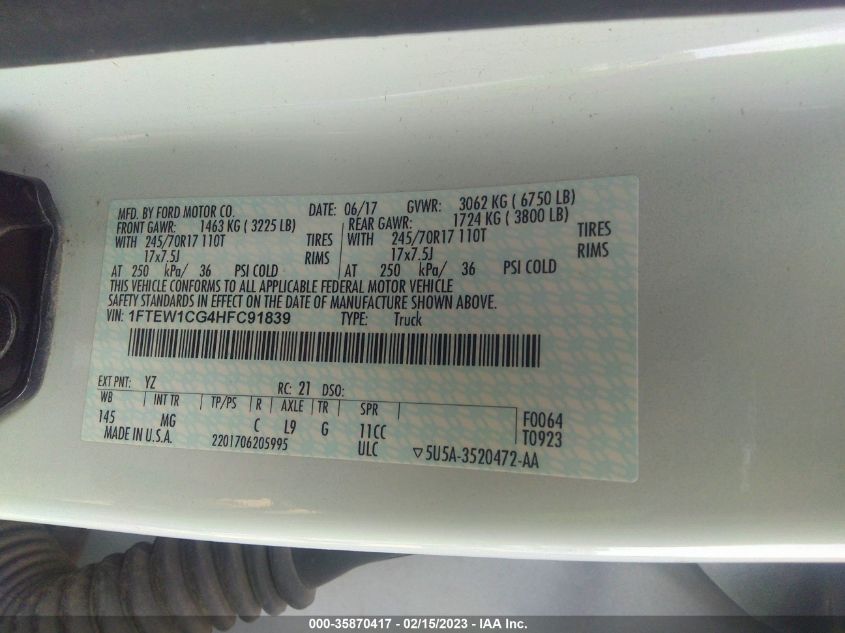 MFD. BY FORD MOTOR CO. DATE: 06/17 GVWR: 3062 KG ( 6750 LB)
FRONT GAWR: 1463 KG ( 3225 LB) REAR GAWR: 1724 KG ( 3800 LB)
WITH 245/70R17 110T TIRES WITH 245/70R17 110T TIRES
17x7.5J RIMS 17x7.5J RIMS
AT 250 kPa/ 36 PSI COLD AT 250 kPa/ 36 PSI COLD
THIS VEHICLE CONFORMS TO ALL APPLICABLE FEDERAL MOTOR VEHICLE
SAFETY STANDARDS IN EFFECT ON THE DATE OF MANUFACTURE SHOWN ABOVE.
VIN: 1FTEW1CG4HFC91839 TYPE: Truck
EXT PNT: YZ RC: 21 DSO:
WB INT TR TP/PS R AXLE TR SPR
145 MG C L9 G 11CC F0064
MADE IN U.S.A. 2201706205995 ULC T0923
▽5U5A-3520472-AA
000-35870417 - 02/15/2023 - IAA Inc.